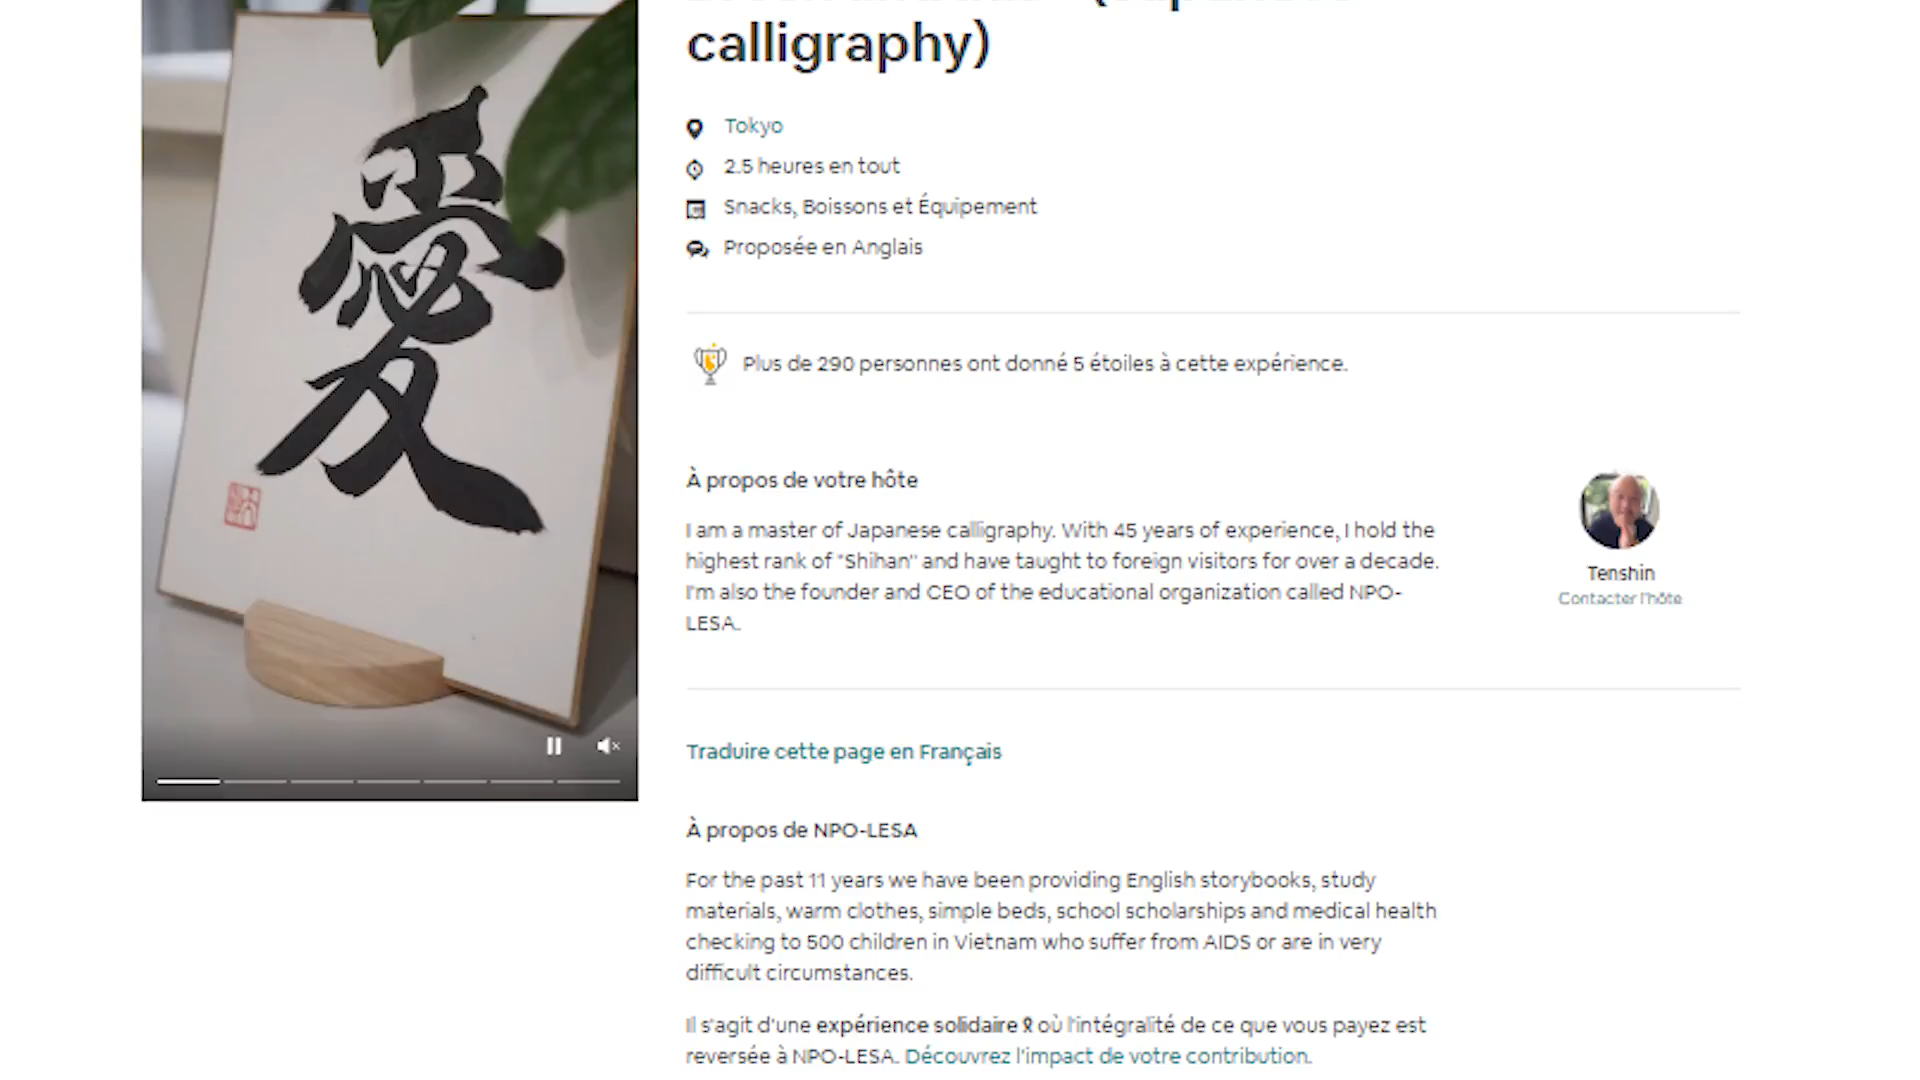 calligraphy)
Tokyo
2.5 heures en tout
Snacks, Boissons et Équipement
Proposée en Anglais
Plus de 290 personnes ont donné 5 étoiles à cette expérience.
À propos de votre hôte
I am a master of Japanese calligraphy. With 45 years of experience, I hold the
highest rank of "Shihan" and have taught to foreign visitors for over a decade.
I'm also the founder and CEO of the educational organization called NPO-
LESA.
Tenshin
Contacter l'hôte
Traduire cette page en Français
À propos de NPO-LESA
For the past 11 years we have been providing English storybooks, study
materials, warm clothes, simple beds, school scholarships and medical health
checking to 500 children in Vietnam who suffer from AIDS or are in very
difficult circumstances.
Il s'agit d'une expérience solidaire où l'intégralité de ce que vous payez est
reversée à NPO-LESA. Découvrez l'impact de votre contribution.
愛